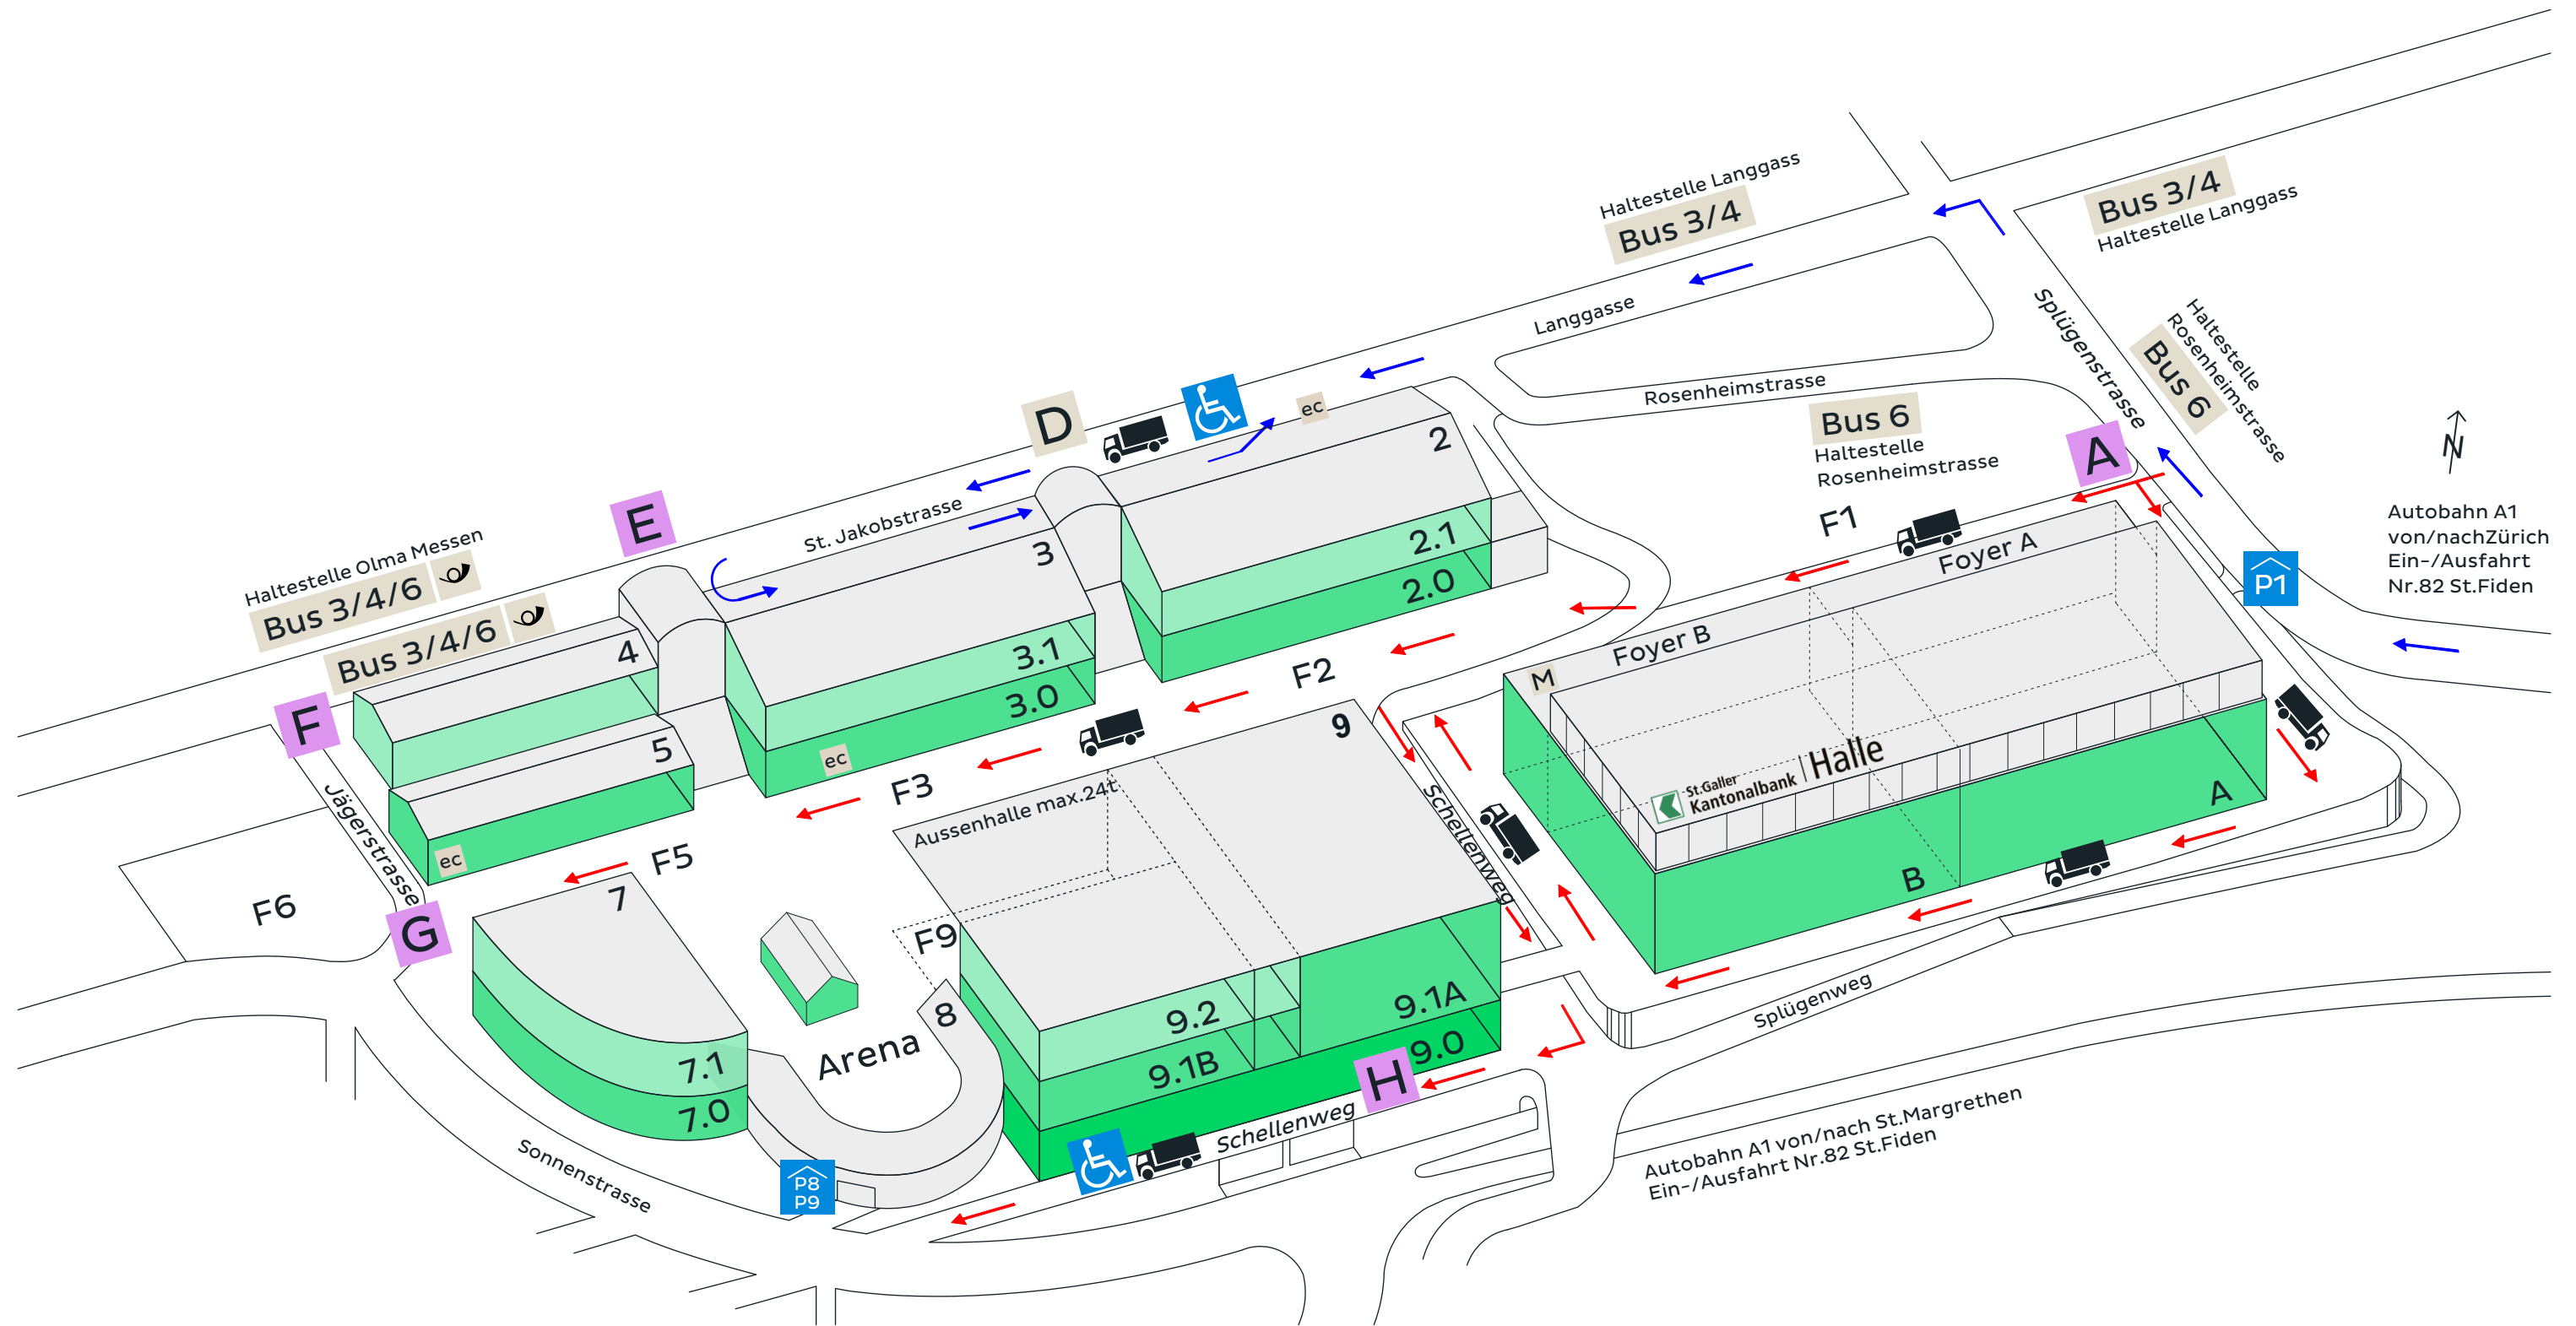 Haltestelle Langgass
Bus 3/4
Bus 3/4
Haltestelle Langgass
Langgasse
Splügenstrasse
Haltestelle
Rosenheimstrasse
Bus 6
Rosenheimstrasse
Bus 6
Haltestelle
Rosenheimstrasse
A
N
Autobahn A1
von/nachZürich
Ein-/Ausfahrt
Nr.82 St.Fiden
P1
D
ec
2
2.1
2.0
E
St. Jakobstrasse
3
3.1
3.0
ec
Haltestelle Olma Messen
Bus 3/4/6
Bus 3/4/6
4
F
5
ec
Jägerstrasse
F6
G
F1
F2
F3
F5
Foyer A
Foyer B
M
St.Galler
Kantonalbank
Halle
A
B
9
Aussenhalle max.24t
Schellenweg
F9
9.2
9.1A
9.1B
9.0
H
Schellenweg
7
7.1
7.0
8
Arena
P8
P9
Sonnenstrasse
Splügenweg
Autobahn A1 von/nach St.Margrethen
Ein-/Ausfahrt Nr.82 St.Fiden